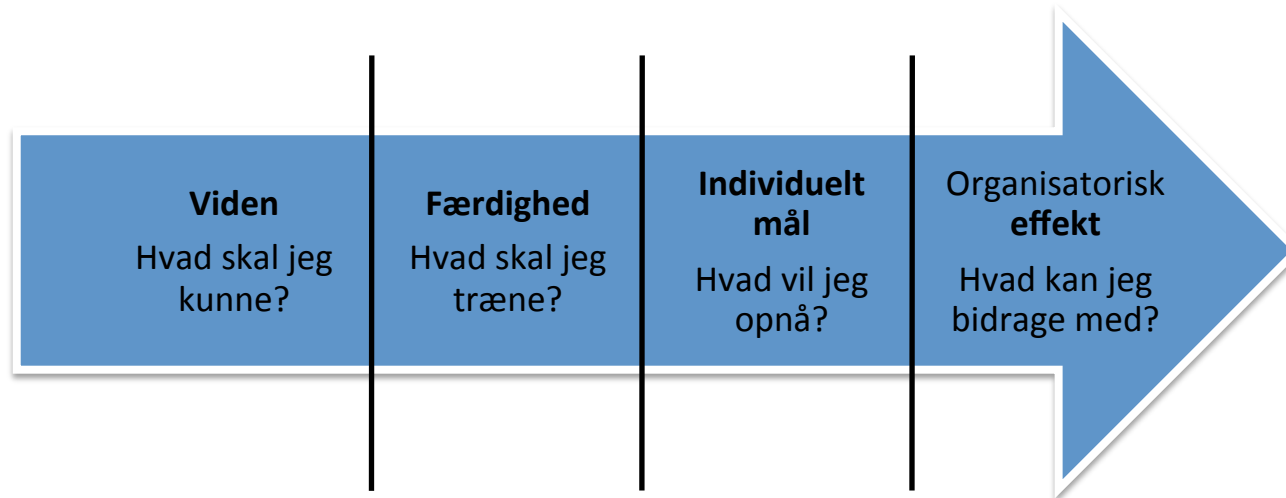 Viden
Hvad skal jeg
kunne?
Færdighed
Hvad skal jeg
træne?
Individuelt
mål
Hvad vil jeg
opnå?
Organisatorisk
effekt
Hvad kan jeg
bidrage med?